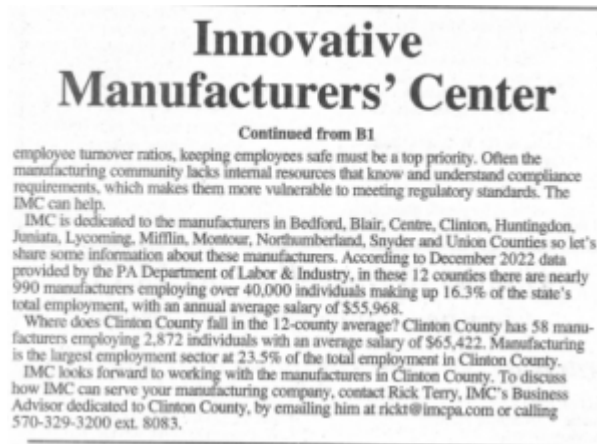 Innovative
Manufacturers' Center
Continued from B1
employee turnover ratios, keeping employees safe must be a top priority. Often the
manufacturing community lacks internal resources that know and understand compliance
requirements, which makes them more vulnerable to meeting regulatory standards. The
IMC can help.
IMC is dedicated to the manufacturers in Bedford, Blair, Centre, Clinton, Huntingdon,
Juniata, Lycoming, Mifflin, Montour, Northumberland, Snyder and Union Counties so let's
share some information about these manufacturers. According to December 2022 data
provided by the PA Department of Labor & Industry, in these 12 counties there are nearly
990 manufacturers employing over 40,000 individuals making up 16.3% of the state's
total employment, with an annual average salary of $55,968.
Where does Clinton County fall in the 12-county average? Clinton County has 58 manu-
facturers employing 2,872 individuals with an average salary of $65,422. Manufacturing
is the largest employment sector at 23.5% of the total employment in Clinton County.
IMC looks forward to working with the manufacturers in Clinton County. To discuss
how IMC can serve your manufacturing company, contact Rick Terry, IMC's Business
Advisor dedicated to Clinton County, by emailing him at rickt@imcpa.com or calling
570-329-3200 ext. 8083.